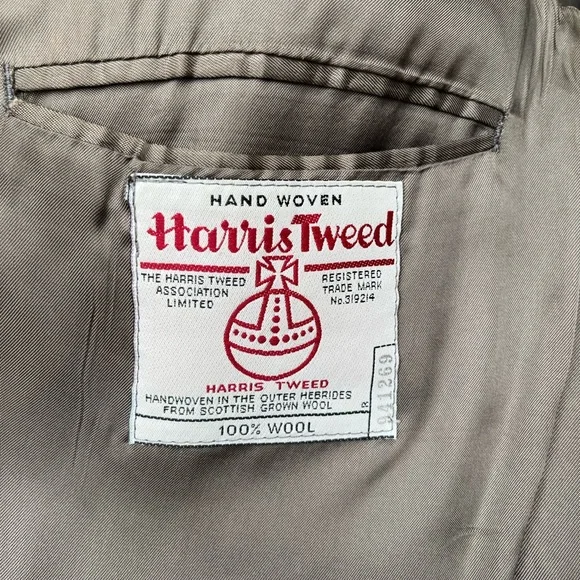 HAND WOVEN
Harris Tweed
THE HARRIS TWEED
ASSOCIATION
LIMITED
REGISTERED
TRADE MARK
No.319214
HARRIS TWEED
HANDWOVEN IN THE OUTER HEBRIDES
FROM SCOTTISH GROWN WOOL
100% WOOL
R
941269